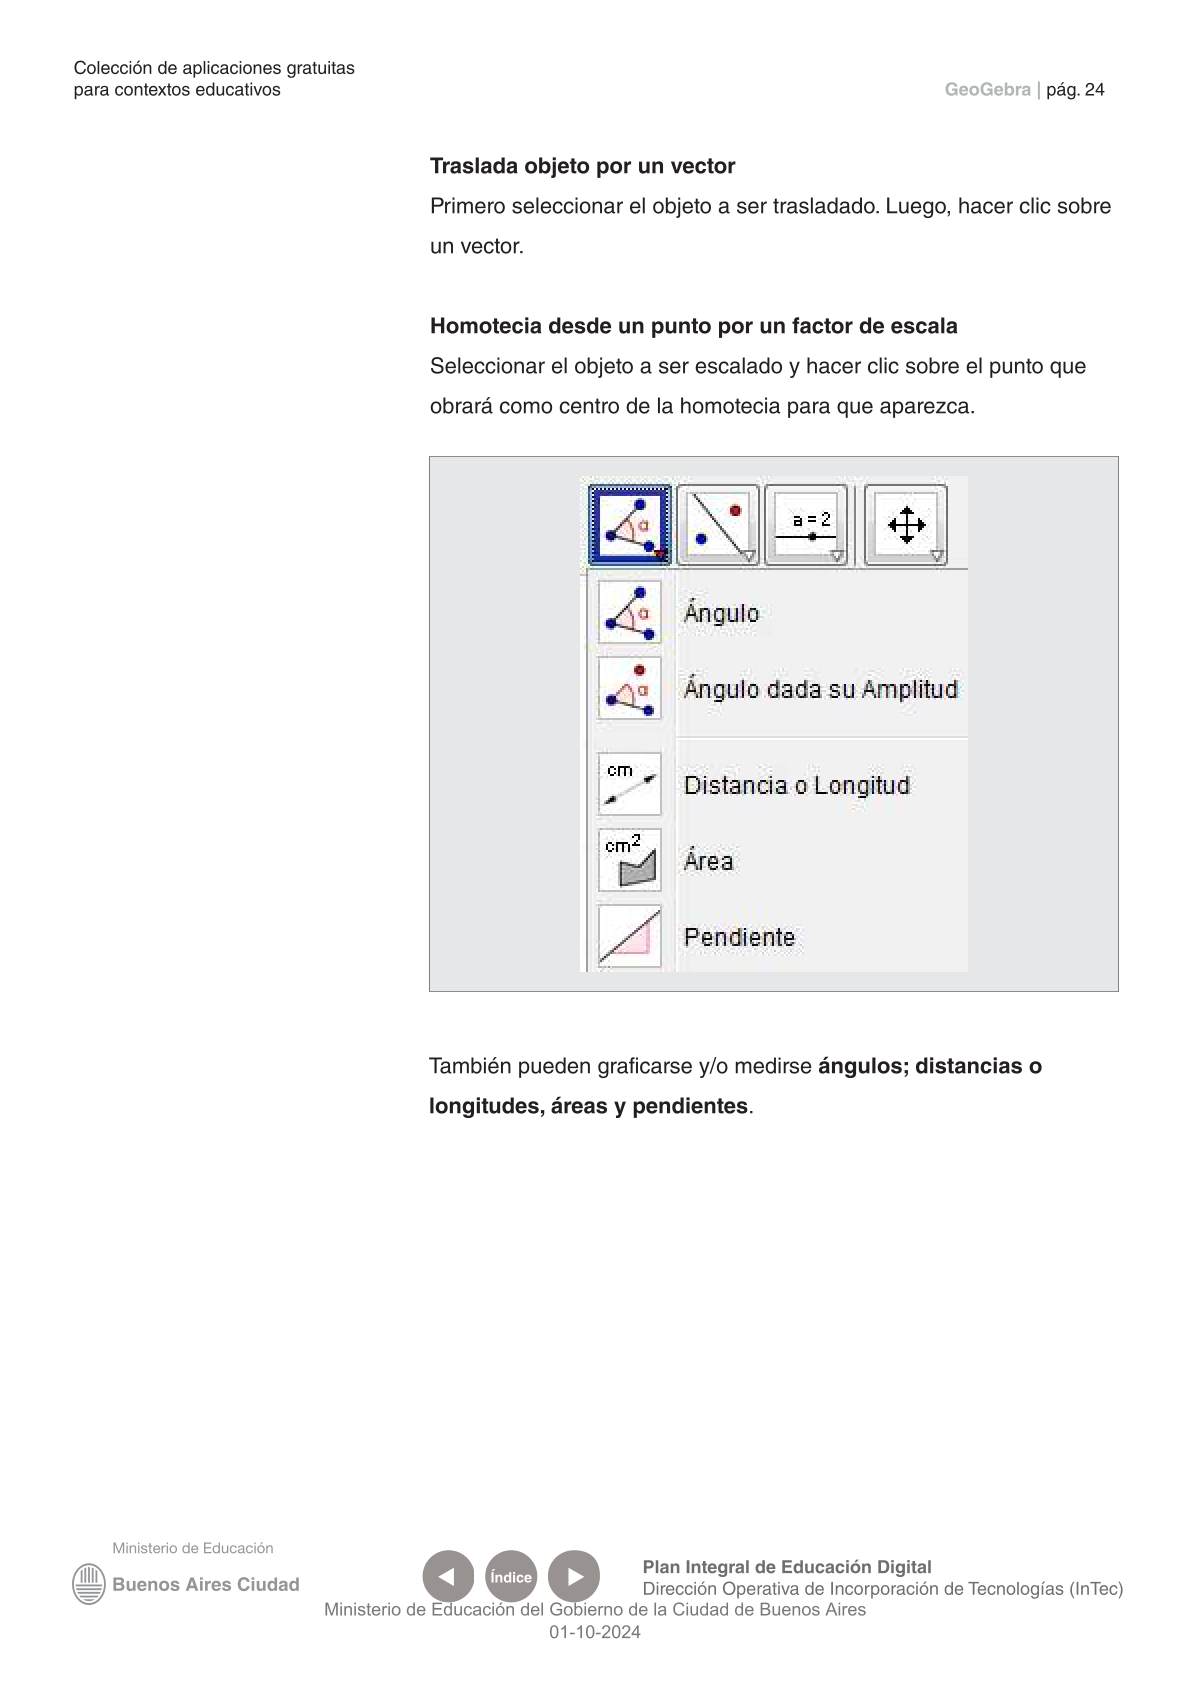 Colección de aplicaciones gratuitas
para contextos educativos
GeoGebra | pág. 24
Traslada objeto por un vector
Primero seleccionar el objeto a ser trasladado. Luego, hacer clic sobre
un vector.
Homotecia desde un punto por un factor de escala
Seleccionar el objeto a ser escalado y hacer clic sobre el punto que
obrará como centro de la homotecia para que aparezca.
α a = 2
α Ángulo
α Ángulo dada su Amplitud
cm Distancia o Longitud
cm² Área
Pendiente
También pueden graficarse y/o medirse ángulos; distancias o
longitudes, áreas y pendientes.
Ministerio de Educación
Buenos Aires Ciudad
Índice
Plan Integral de Educación Digital
Dirección Operativa de Incorporación de Tecnologías (InTec)
Ministerio de Educación del Gobierno de la Ciudad de Buenos Aires
01-10-2024